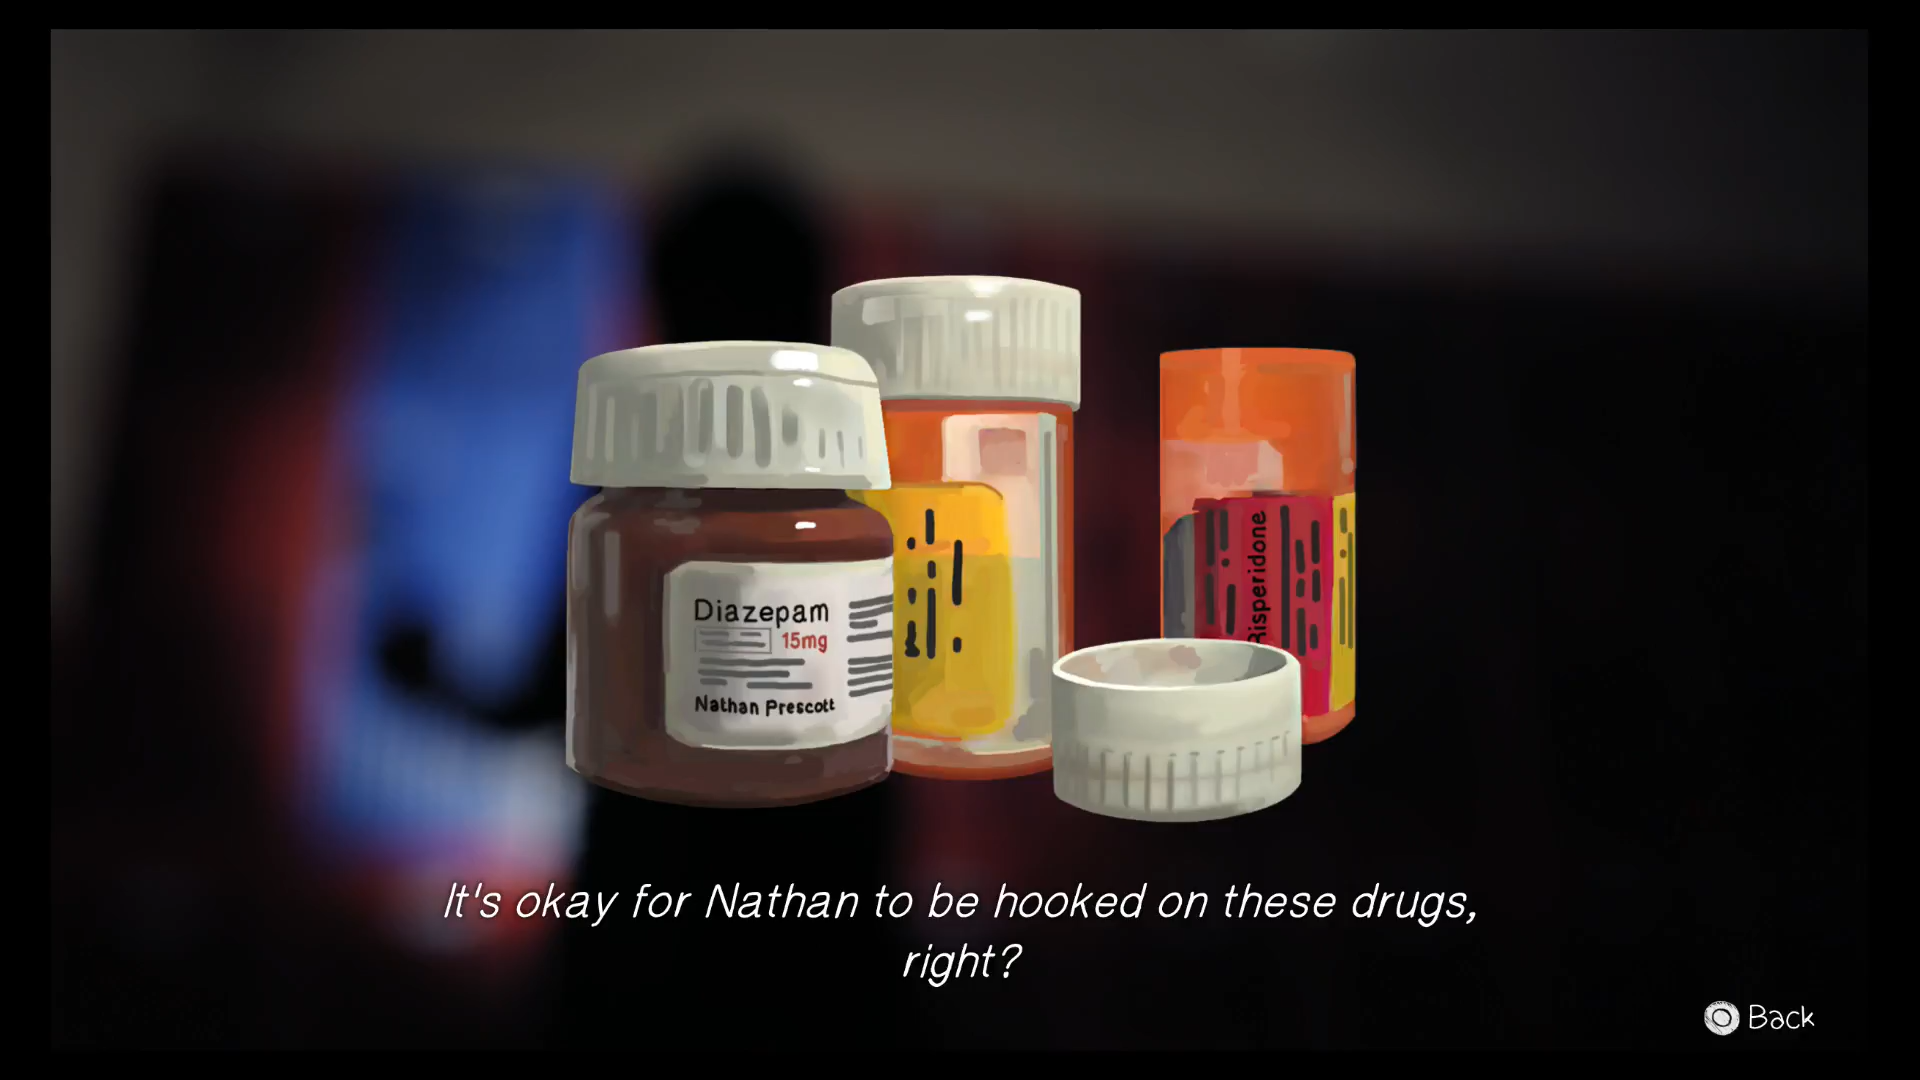 Diazepam
15mg
Nathan Prescott
Risperidone
It's okay for Nathan to be hooked on these drugs,
right?
Back